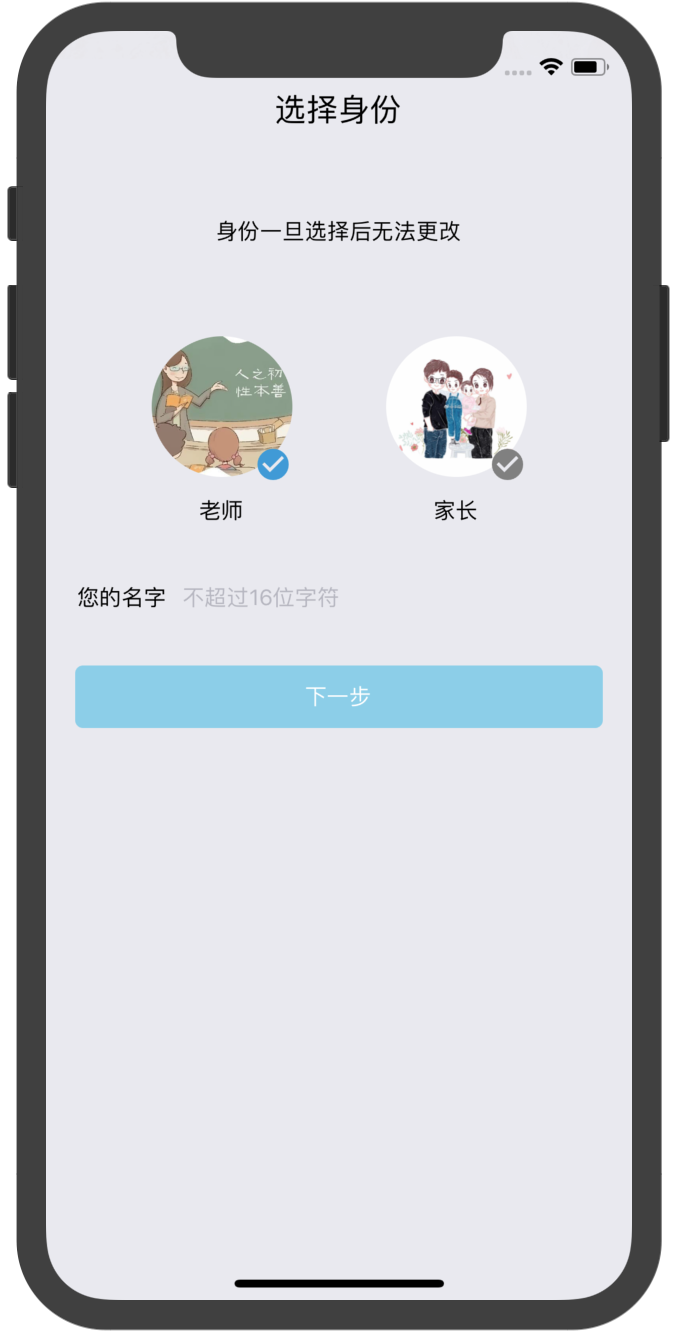 选择身份
身份一旦选择后无法更改
人之初
性本善
老师
家长
您的名字 不超过16位字符
下一步